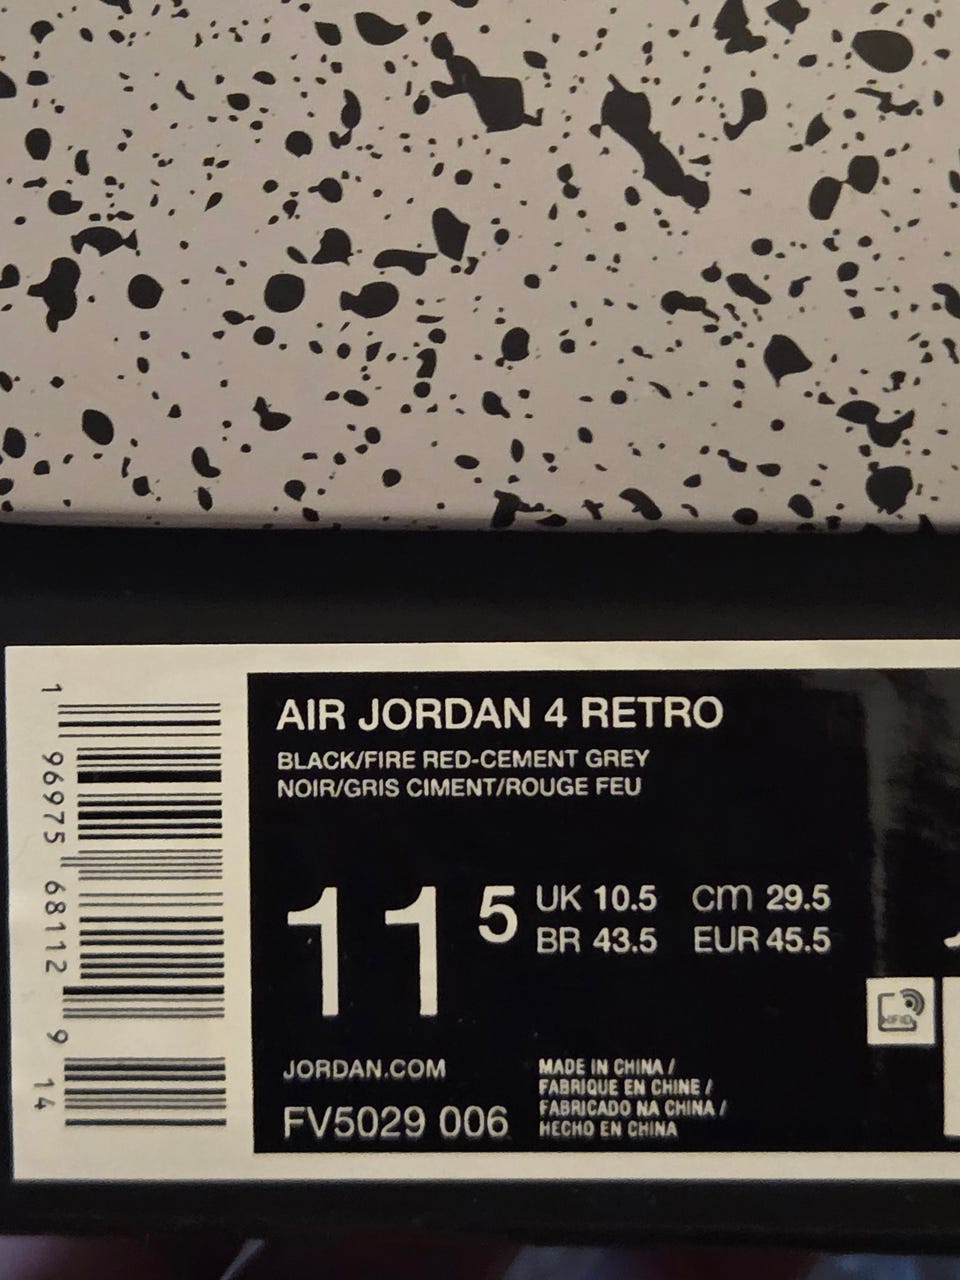 AIR JORDAN 4 RETRO
BLACK/FIRE RED-CEMENT GREY
NOIR/GRIS CIMENT/ROUGE FEU
11 5
UK 10.5 CM 29.5
BR 43.5 EUR 45.5
JORDAN.COM
FV5029 006
MADE IN CHINA /
FABRIQUE EN CHINE /
FABRICADO NA CHINA /
HECHO EN CHINA
RFID
1 96975 68112 9 14